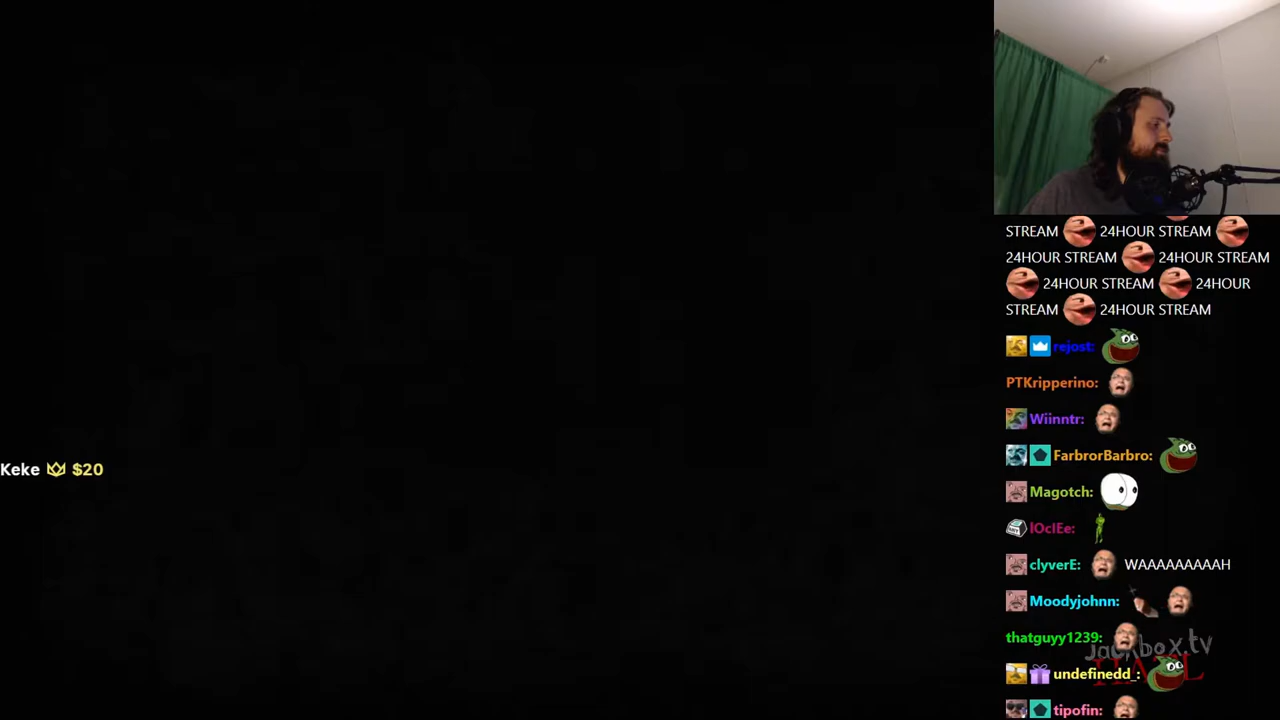 STREAM 24HOUR STREAM
24HOUR STREAM 24HOUR STREAM
24HOUR STREAM 24HOUR
STREAM 24HOUR STREAM
rejost:
PTKripperino:
Wiinntr:
FarbrorBarbro:
Keke $20
Magotch:
lOcIEe:
clyverE: WAAAAAAAAAH
Moodyjohnn:
thatguyy1239:
jackbox.tv
undefinedd_:
tipofin: